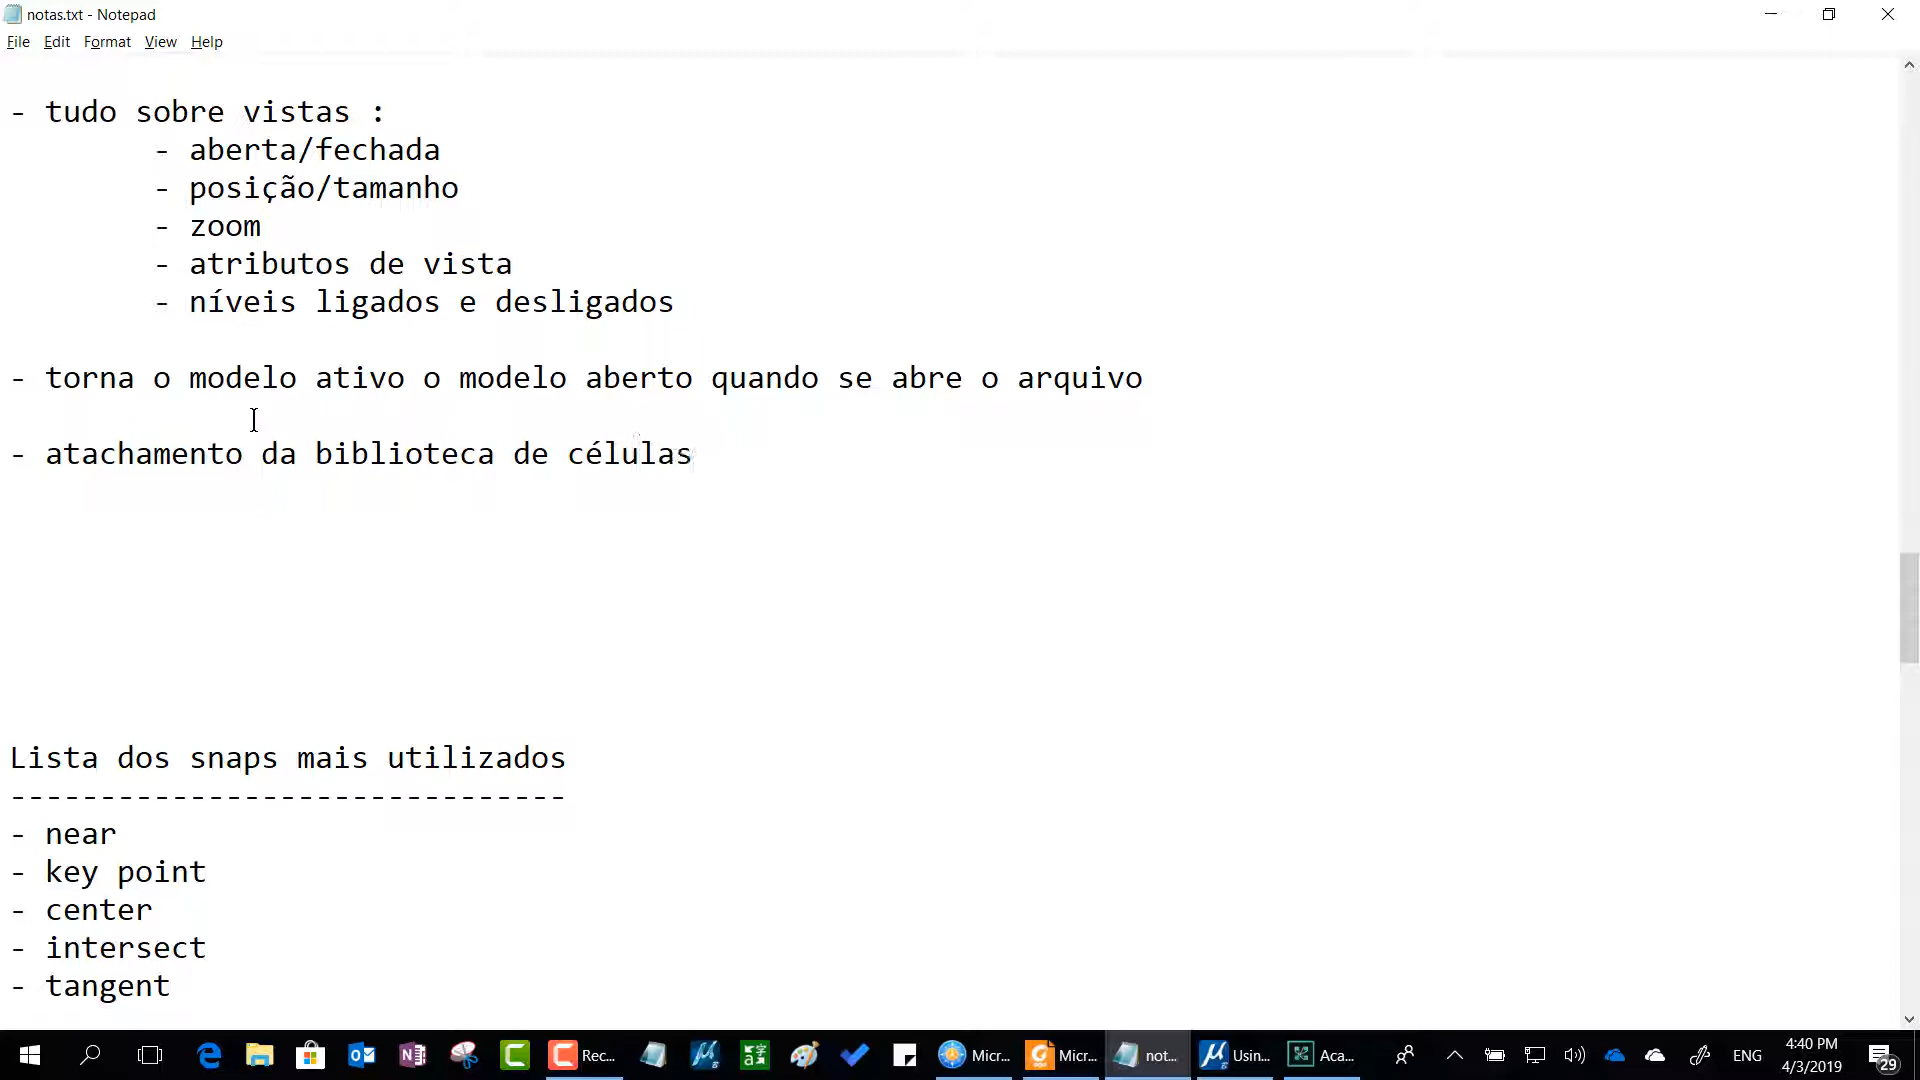 notas.txt - Notepad
File Edit Format View Help
- tudo sobre vistas :
- aberta/fechada
- posição/tamanho
- zoom
- atributos de vista
- níveis ligados e desligados
- torna o modelo ativo o modelo aberto quando se abre o arquivo
- atachamento da biblioteca de células
Lista dos snaps mais utilizados
-------------------------------
- near
- key point
- center
- intersect
- tangent
Rec... Micr... Micr... not... Usin... Aca... ENG 4:40 PM
4/3/2019 29